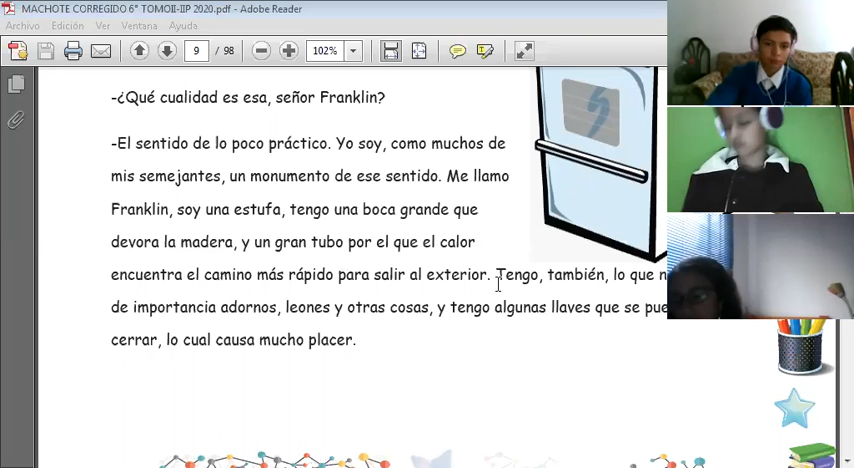 MACHOTE CORREGIDO 6° TOMOII-IIP 2020.pdf - Adobe Reader
Archivo Edición Ver Ventana Ayuda
9 / 98 102%
-¿Qué cualidad es esa, señor Franklin?
-El sentido de lo poco práctico. Yo soy, como muchos de
mis semejantes, un monumento de ese sentido. Me llamo
Franklin, soy una estufa, tengo una boca grande que
devora la madera, y un gran tubo por el que el calor
encuentra el camino más rápido para salir al exterior. Tengo, también, lo que
de importancia adornos, leones y otras cosas, y tengo algunas llaves que se
cerrar, lo cual causa mucho placer.